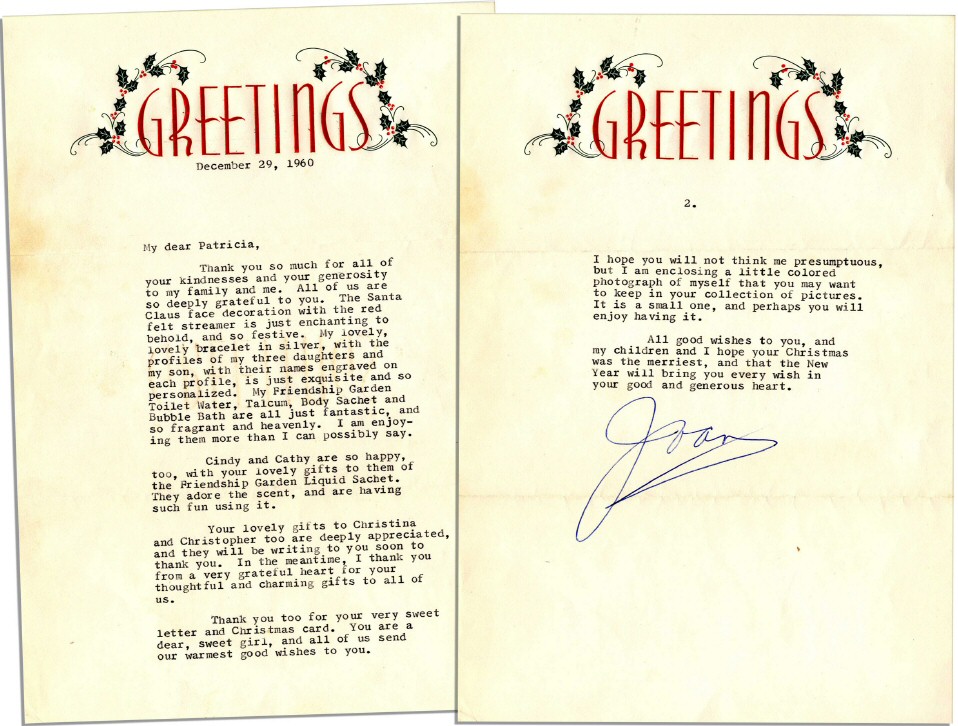 GREETINGS
December 29, 1960
My dear Patricia,
Thank you so much for all of
your kindnesses and your generosity
to my family and me. All of us are
so deeply grateful to you. The Santa
Claus face decoration with the red
felt streamer is just enchanting to
behold, and so festive. My lovely,
lovely bracelet in silver, with the
profiles of my three daughters and
my son, with their names engraved on
each profile, is just exquisite and so
personalized. My Friendship Garden
Toilet Water, Talcum, Body Sachet and
Bubble Bath are all just fantastic, and
so fragrant and heavenly. I am enjoy-
ing them more than I can possibly say.
Cindy and Cathy are so happy,
too, with your lovely gifts to them of
the Friendship Garden Liquid Sachet.
They adore the scent, and are having
such fun using it.
Your lovely gifts to Christina
and Christopher too are deeply appreciated,
and they will be writing to you soon to
thank you. In the meantime, I thank you
from a very grateful heart for your
thoughtful and charming gifts to all of
us.
Thank you too for your very sweet
letter and Christmas card. You are a
dear, sweet girl, and all of us send
our warmest good wishes to you.
GREETINGS
2.
I hope you will not think me presumptuous,
but I am enclosing a little colored
photograph of myself that you may want
to keep in your collection of pictures.
It is a small one, and perhaps you will
enjoy having it.
All good wishes to you, and
my children and I hope your Christmas
was the merriest, and that the New
Year will bring you every wish in
your good and generous heart.
Joan